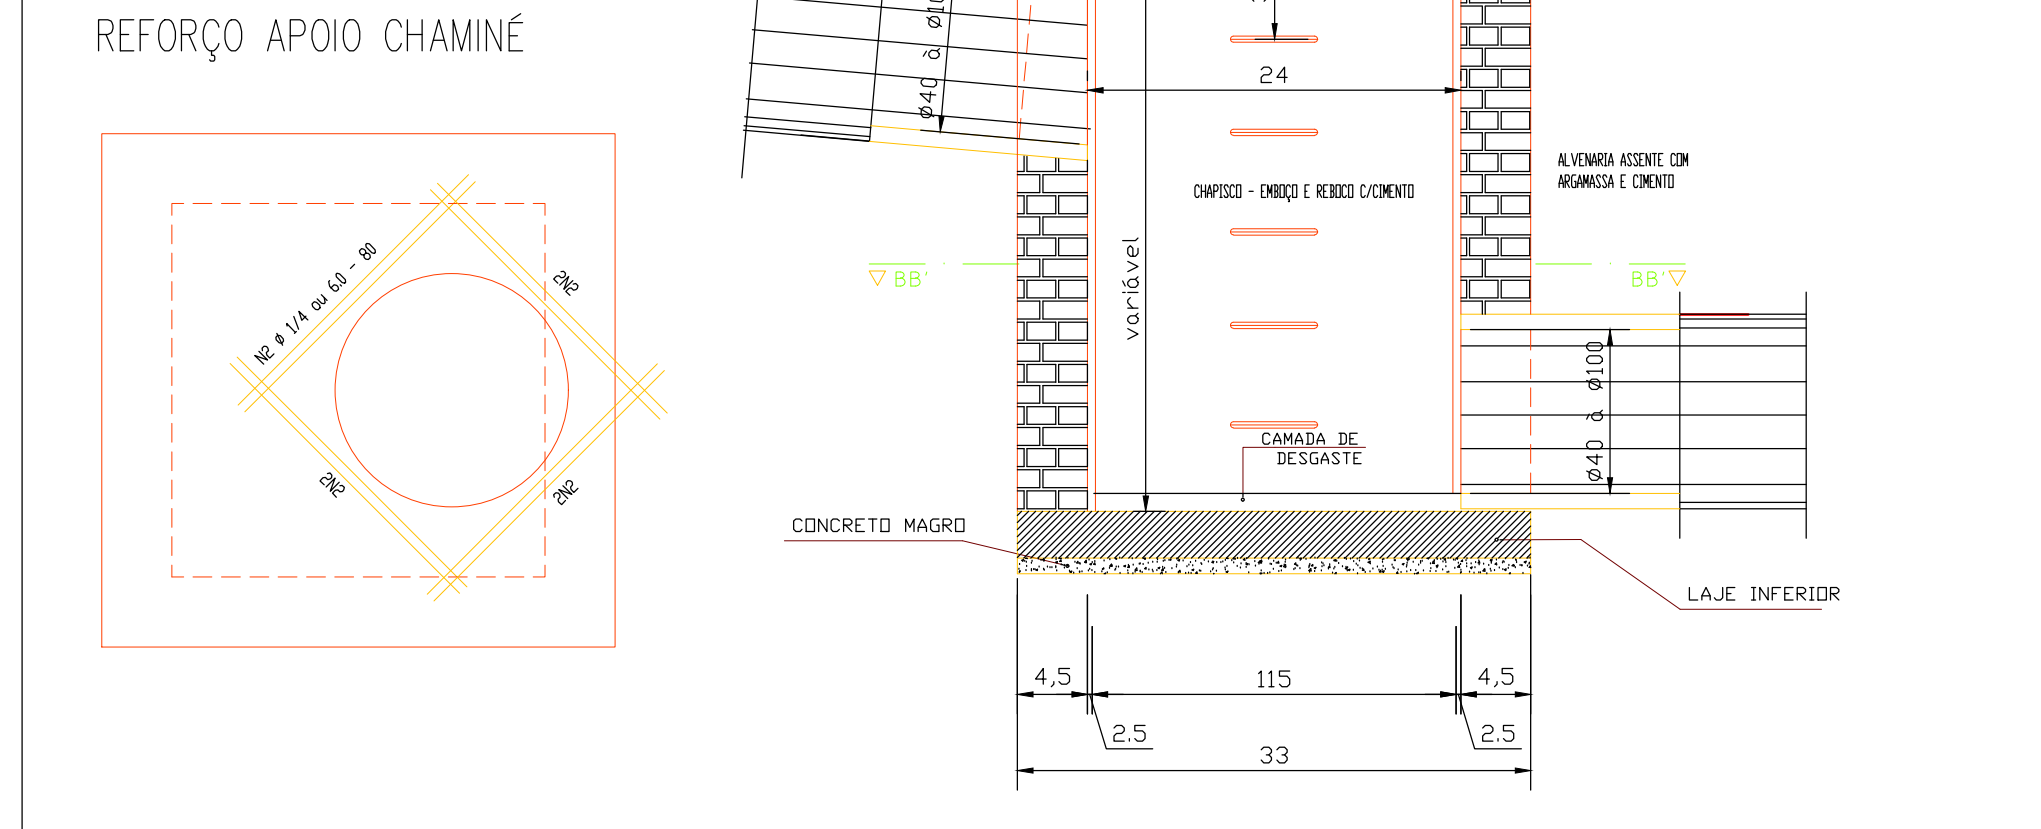 REFORÇO APOIO CHAMINÉ
N2 ø 1/4 ou 6.0 - 80
2N2
2N2
2N2
24
CHAPISCO - EMBOÇO E REBOCO C/CIMENTO
ALVENARIA ASSENTE COM
ARGAMASSA E CIMENTO
variável
BB'
BB'
ø40 à ø100
CAMADA DE
DESGASTE
CONCRETO MAGRO
LAJE INFERIOR
4,5
115
4,5
2.5
2.5
33
ø40 à